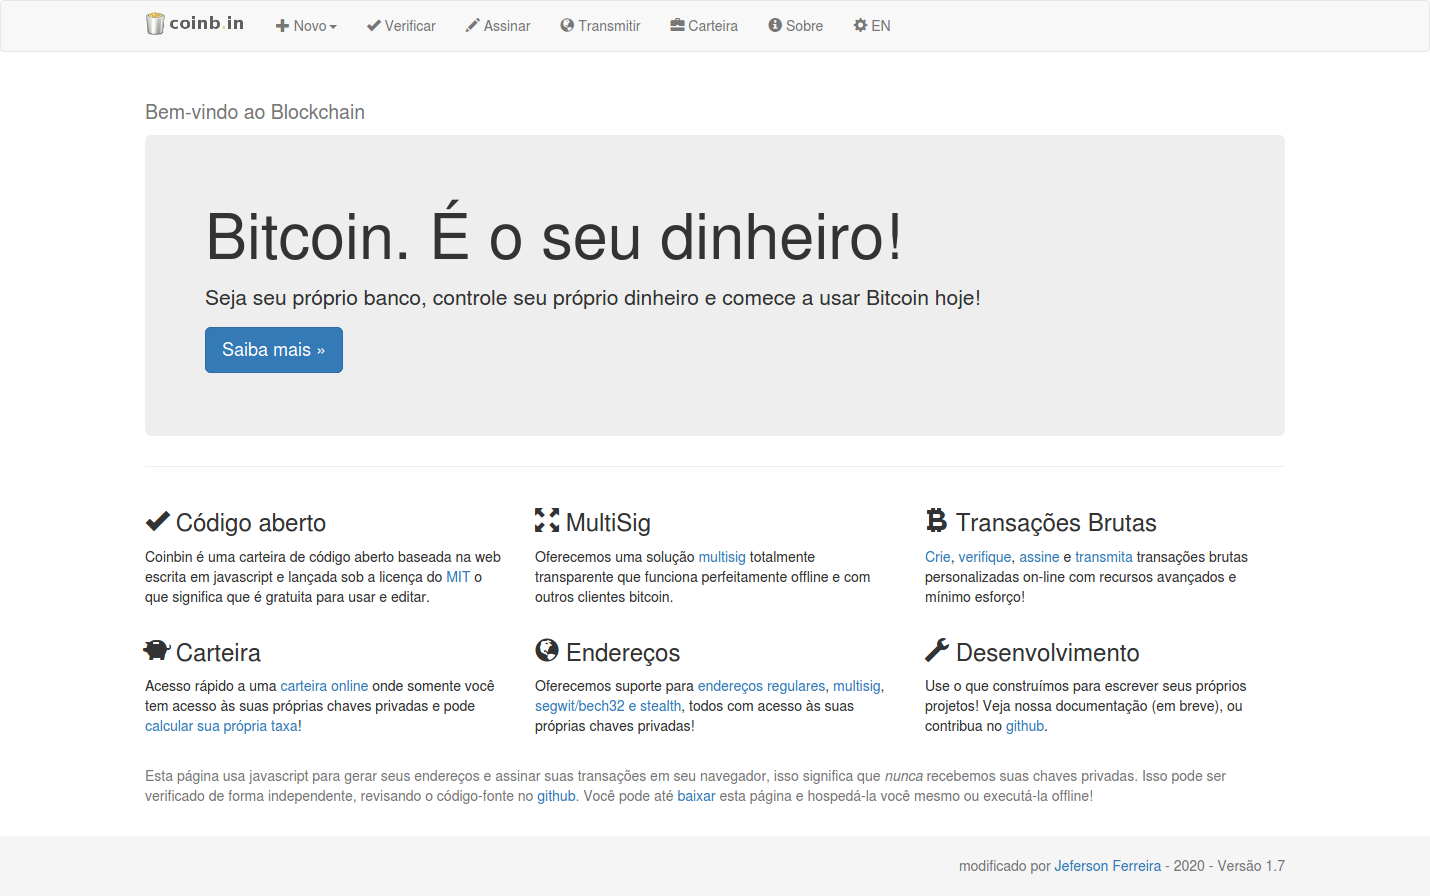 coinb.in Novo Verificar Assinar Transmitir Carteira Sobre EN
Bem-vindo ao Blockchain
Bitcoin. É o seu dinheiro!
Seja seu próprio banco, controle seu próprio dinheiro e comece a usar Bitcoin hoje!
Saiba mais »
Código aberto
Coinbin é uma carteira de código aberto baseada na web
escrita em javascript e lançada sob a licença do MIT o
que significa que é gratuita para usar e editar.
MultiSig
Oferecemos uma solução multisig totalmente
transparente que funciona perfeitamente offline e com
outros clientes bitcoin.
Transações Brutas
Crie, verifique, assine e transmita transações brutas
personalizadas on-line com recursos avançados e
mínimo esforço!
Carteira
Acesso rápido a uma carteira online onde somente você
tem acesso às suas próprias chaves privadas e pode
calcular sua própria taxa!
Endereços
Oferecemos suporte para endereços regulares, multisig,
segwit/bech32 e stealth, todos com acesso às suas
próprias chaves privadas!
Desenvolvimento
Use o que construímos para escrever seus próprios
projetos! Veja nossa documentação (em breve), ou
contribua no github.
Esta página usa javascript para gerar seus endereços e assinar suas transações em seu navegador, isso significa que nunca recebemos suas chaves privadas. Isso pode ser
verificado de forma independente, revisando o código-fonte no github. Você pode até baixar esta página e hospedá-la você mesmo ou executá-la offline!
modificado por Jeferson Ferreira - 2020 - Versão 1.7